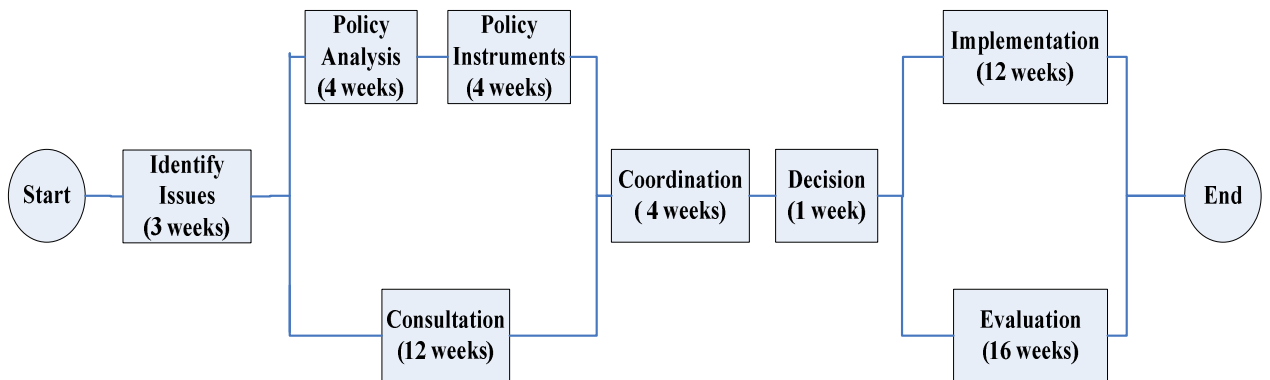 Start
Identify
Issues
(3 weeks)
Policy
Analysis
(4 weeks)
Policy
Instruments
(4 weeks)
Consultation
(12 weeks)
Coordination
( 4 weeks)
Decision
(1 week)
Implementation
(12 weeks)
Evaluation
(16 weeks)
End